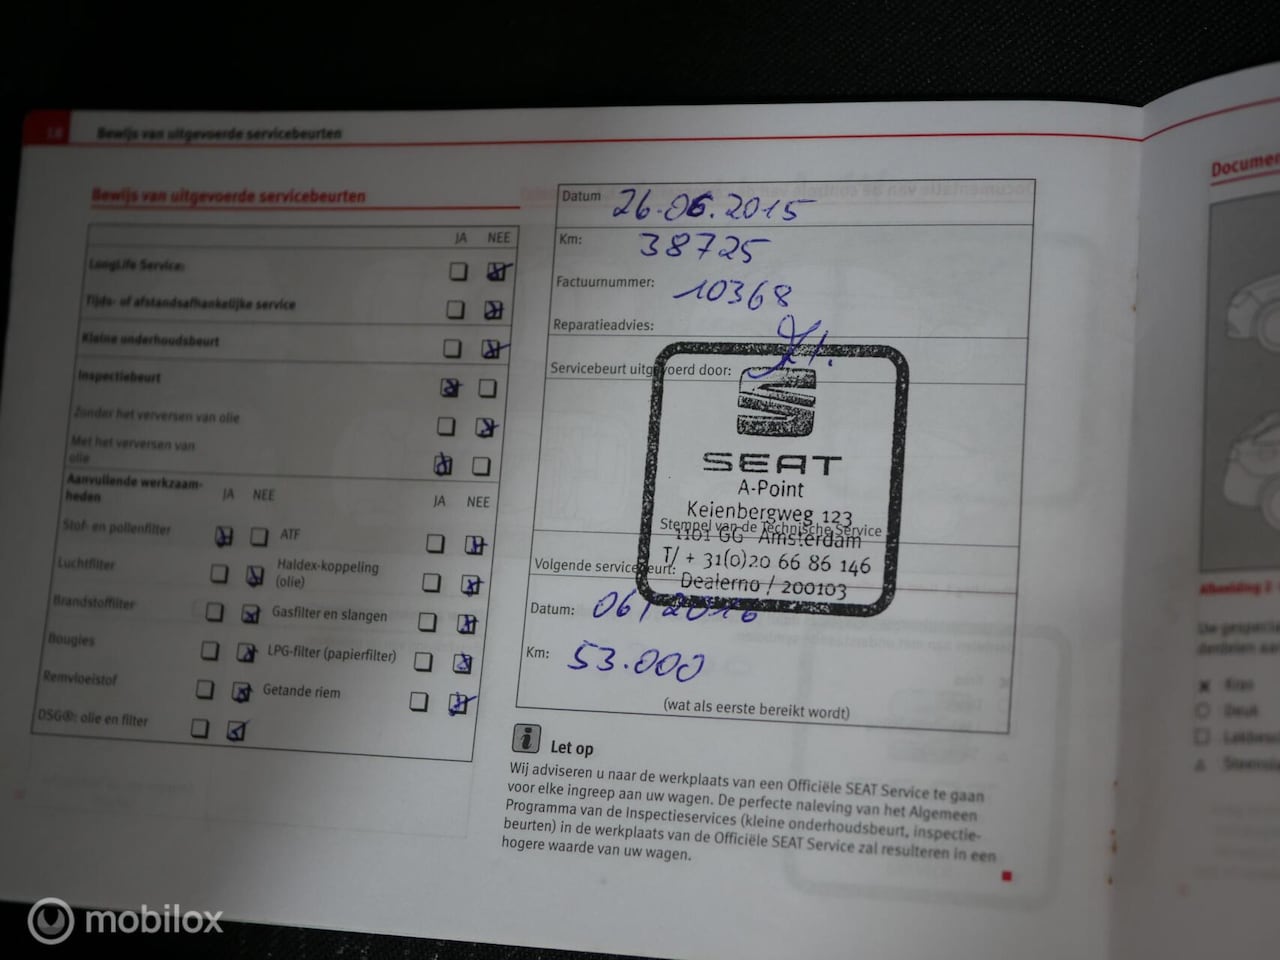 18 Bewijs van uitgevoerde servicebeurten
Bewijs van uitgevoerde servicebeurten
JA NEE
LongLife Service:
Tijds- of afstandsafhankelijke service
Kleine onderhoudsbeurt
Inspectiebeurt
Zonder het verversen van olie
Met het verversen van
olie
Aanvullende werkzaam-
heden
JA NEE
JA NEE
Stof- en pollenfilter
ATF
Luchtfilter
Haldex-koppeling
(olie)
Brandstoffilter
Gasfilter en slangen
Bougies
LPG-filter (papierfilter)
Remvloeistof
Getande riem
DSG®: olie en filter
Datum 26.06.2015
Km: 38725
Factuurnummer: 10368
Reparatieadvies:
Servicebeurt uitgevoerd door:
SEAT
A-Point
Keienbergweg 123
Stempel van de Technische Service
1101 GG Amsterdam
T/ + 31(0)20 66 86 146
Volgende servicebeurt:
Dealerno / 200103
Datum: 06/2016
Km: 53.000
(wat als eerste bereikt wordt)
i Let op
Wij adviseren u naar de werkplaats van een Officiële SEAT Service te gaan
voor elke ingreep aan uw wagen. De perfecte naleving van het Algemeen
Programma van de Inspectieservices (kleine onderhoudsbeurt, inspectie-
beurten) in de werkplaats van de Officiële SEAT Service zal resulteren in een
hogere waarde van uw wagen.
Documen
Afbeelding 2
Kras
Deuk
mobilox